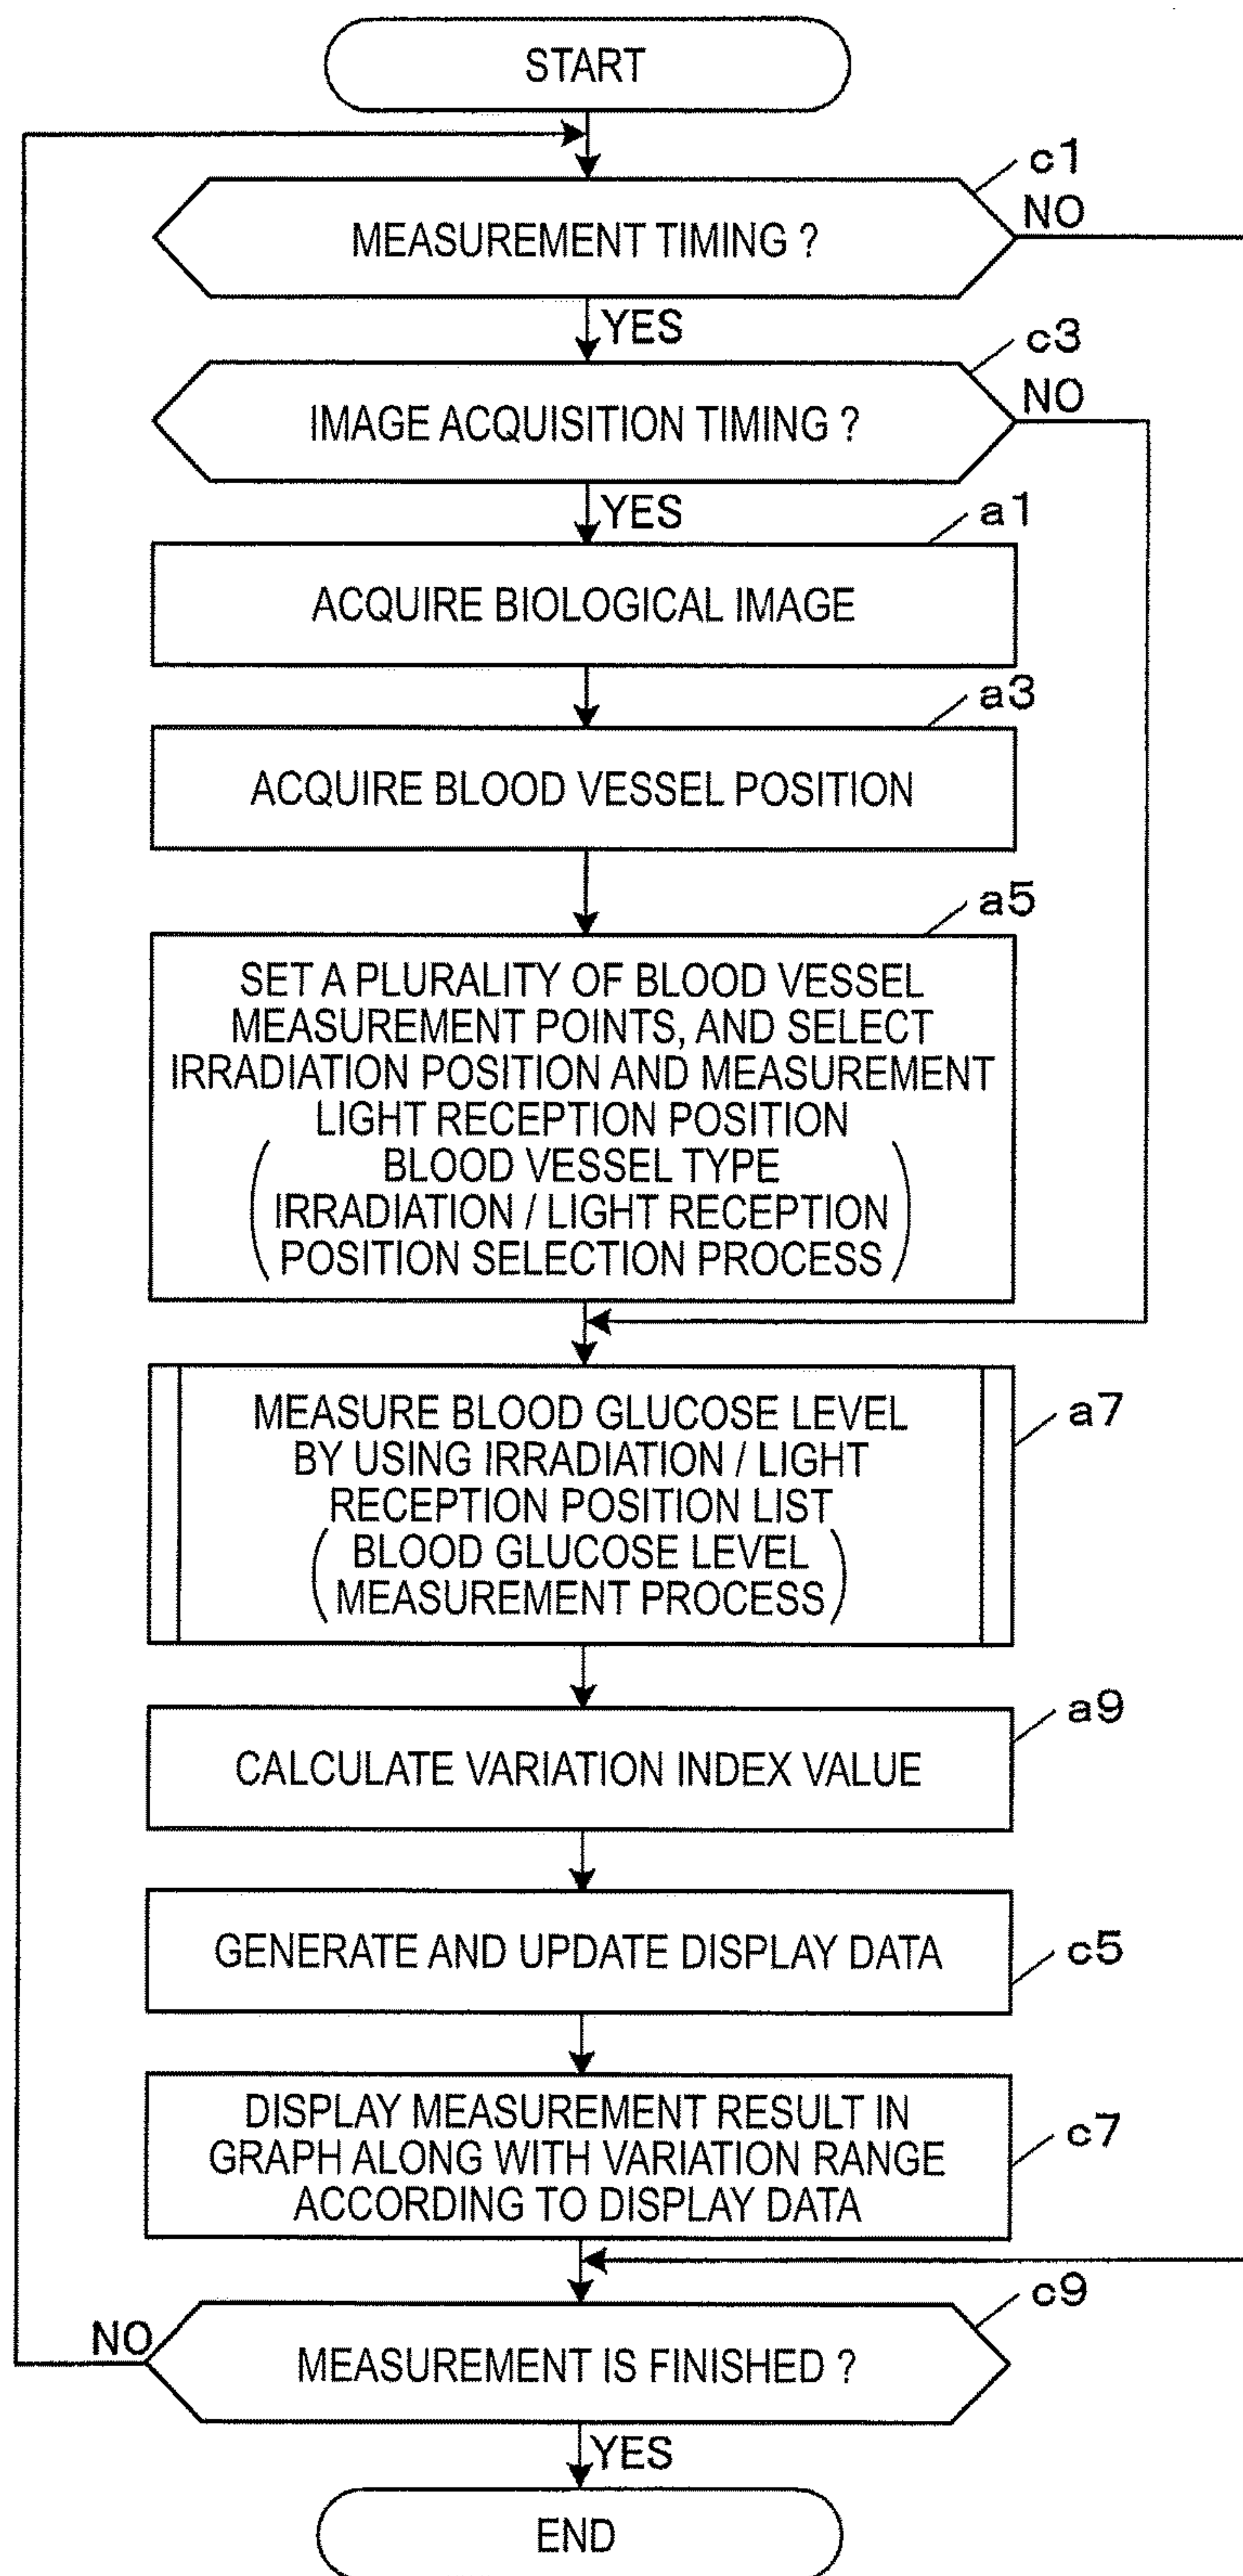 START
c1
MEASUREMENT TIMING ?
NO
YES
c3
IMAGE ACQUISITION TIMING ?
NO
YES
a1
ACQUIRE BIOLOGICAL IMAGE
a3
ACQUIRE BLOOD VESSEL POSITION
a5
SET A PLURALITY OF BLOOD VESSEL
MEASUREMENT POINTS, AND SELECT
IRRADIATION POSITION AND MEASUREMENT
LIGHT RECEPTION POSITION
( BLOOD VESSEL TYPE
IRRADIATION / LIGHT RECEPTION
POSITION SELECTION PROCESS )
MEASURE BLOOD GLUCOSE LEVEL
BY USING IRRADIATION / LIGHT
RECEPTION POSITION LIST
( BLOOD GLUCOSE LEVEL
MEASUREMENT PROCESS )
a7
CALCULATE VARIATION INDEX VALUE
a9
GENERATE AND UPDATE DISPLAY DATA
c5
DISPLAY MEASUREMENT RESULT IN
GRAPH ALONG WITH VARIATION RANGE
ACCORDING TO DISPLAY DATA
c7
c9
NO
MEASUREMENT IS FINISHED ?
YES
END